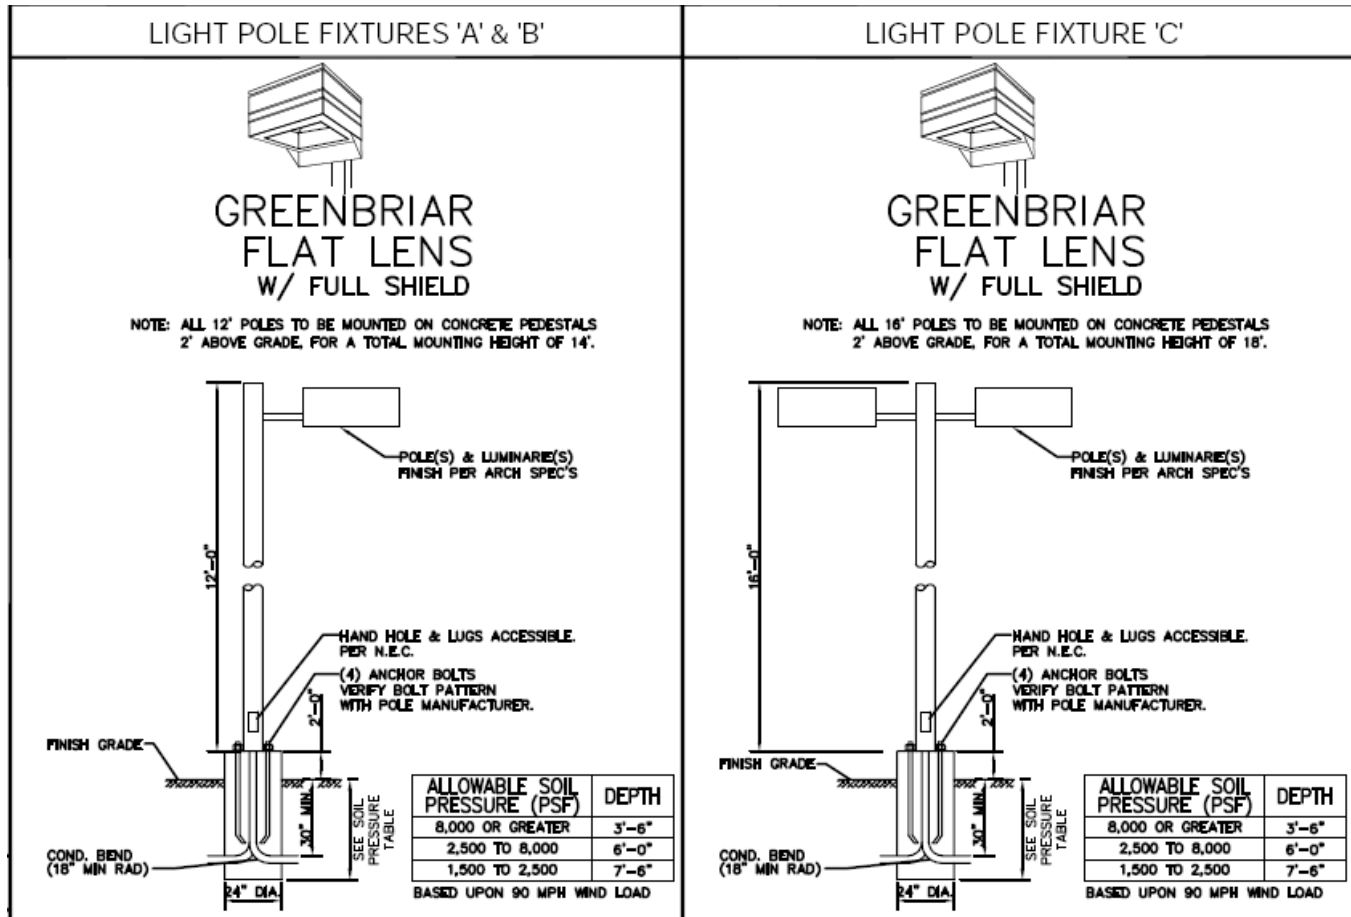 LIGHT POLE FIXTURES 'A' & 'B'
GREENBRIAR
FLAT LENS
W/ FULL SHIELD
NOTE: ALL 12' POLES TO BE MOUNTED ON CONCRETE PEDESTALS
2' ABOVE GRADE, FOR A TOTAL MOUNTING HEIGHT OF 14'.
POLE(S) & LUMINARIE(S)
FINISH PER ARCH SPEC'S
12'-0"
HAND HOLE & LUGS ACCESSIBLE.
PER N.E.C.
(4) ANCHOR BOLTS
VERIFY BOLT PATTERN
WITH POLE MANUFACTURER.
2'-0"
FINISH GRADE
30" MIN.
SEE SOIL
PRESSURE
TABLE
COND. BEND
(18" MIN RAD)
24" DIA.
ALLOWABLE SOIL
PRESSURE (PSF) DEPTH
8,000 OR GREATER 3'-6"
2,500 TO 8,000 6'-0"
1,500 TO 2,500 7'-6"
BASED UPON 90 MPH WIND LOAD
LIGHT POLE FIXTURE 'C'
GREENBRIAR
FLAT LENS
W/ FULL SHIELD
NOTE: ALL 16' POLES TO BE MOUNTED ON CONCRETE PEDESTALS
2' ABOVE GRADE, FOR A TOTAL MOUNTING HEIGHT OF 18'.
POLE(S) & LUMINARIE(S)
FINISH PER ARCH SPEC'S
16'-0"
HAND HOLE & LUGS ACCESSIBLE.
PER N.E.C.
(4) ANCHOR BOLTS
VERIFY BOLT PATTERN
WITH POLE MANUFACTURER.
2'-0"
FINISH GRADE
30" MIN.
SEE SOIL
PRESSURE
TABLE
COND. BEND
(18" MIN RAD)
24" DIA.
ALLOWABLE SOIL
PRESSURE (PSF) DEPTH
8,000 OR GREATER 3'-6"
2,500 TO 8,000 6'-0"
1,500 TO 2,500 7'-6"
BASED UPON 90 MPH WIND LOAD